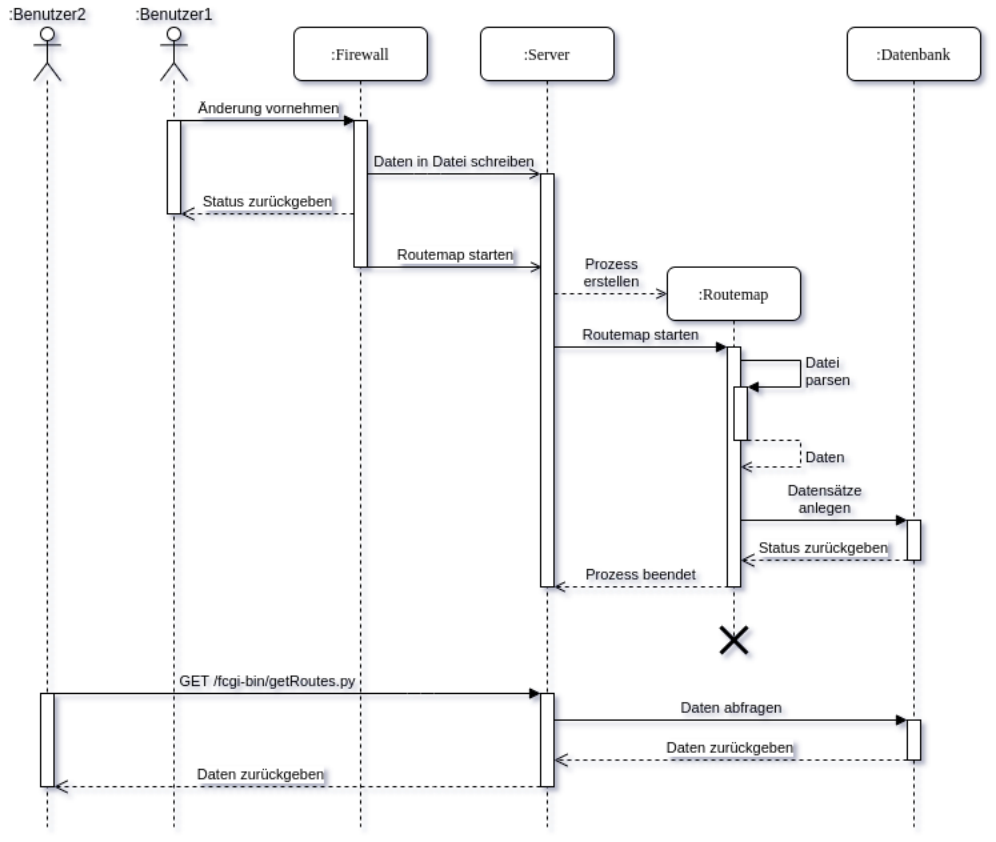 :Benutzer2
:Benutzer1
:Firewall
:Server
:Datenbank
Änderung vornehmen
Daten in Datei schreiben
Status zurückgeben
Routemap starten
Prozess
erstellen
:Routemap
Routemap starten
Datei
parsen
Daten
Datensätze
anlegen
Status zurückgeben
Prozess beendet
GET /fcgi-bin/getRoutes.py
Daten abfragen
Daten zurückgeben
Daten zurückgeben